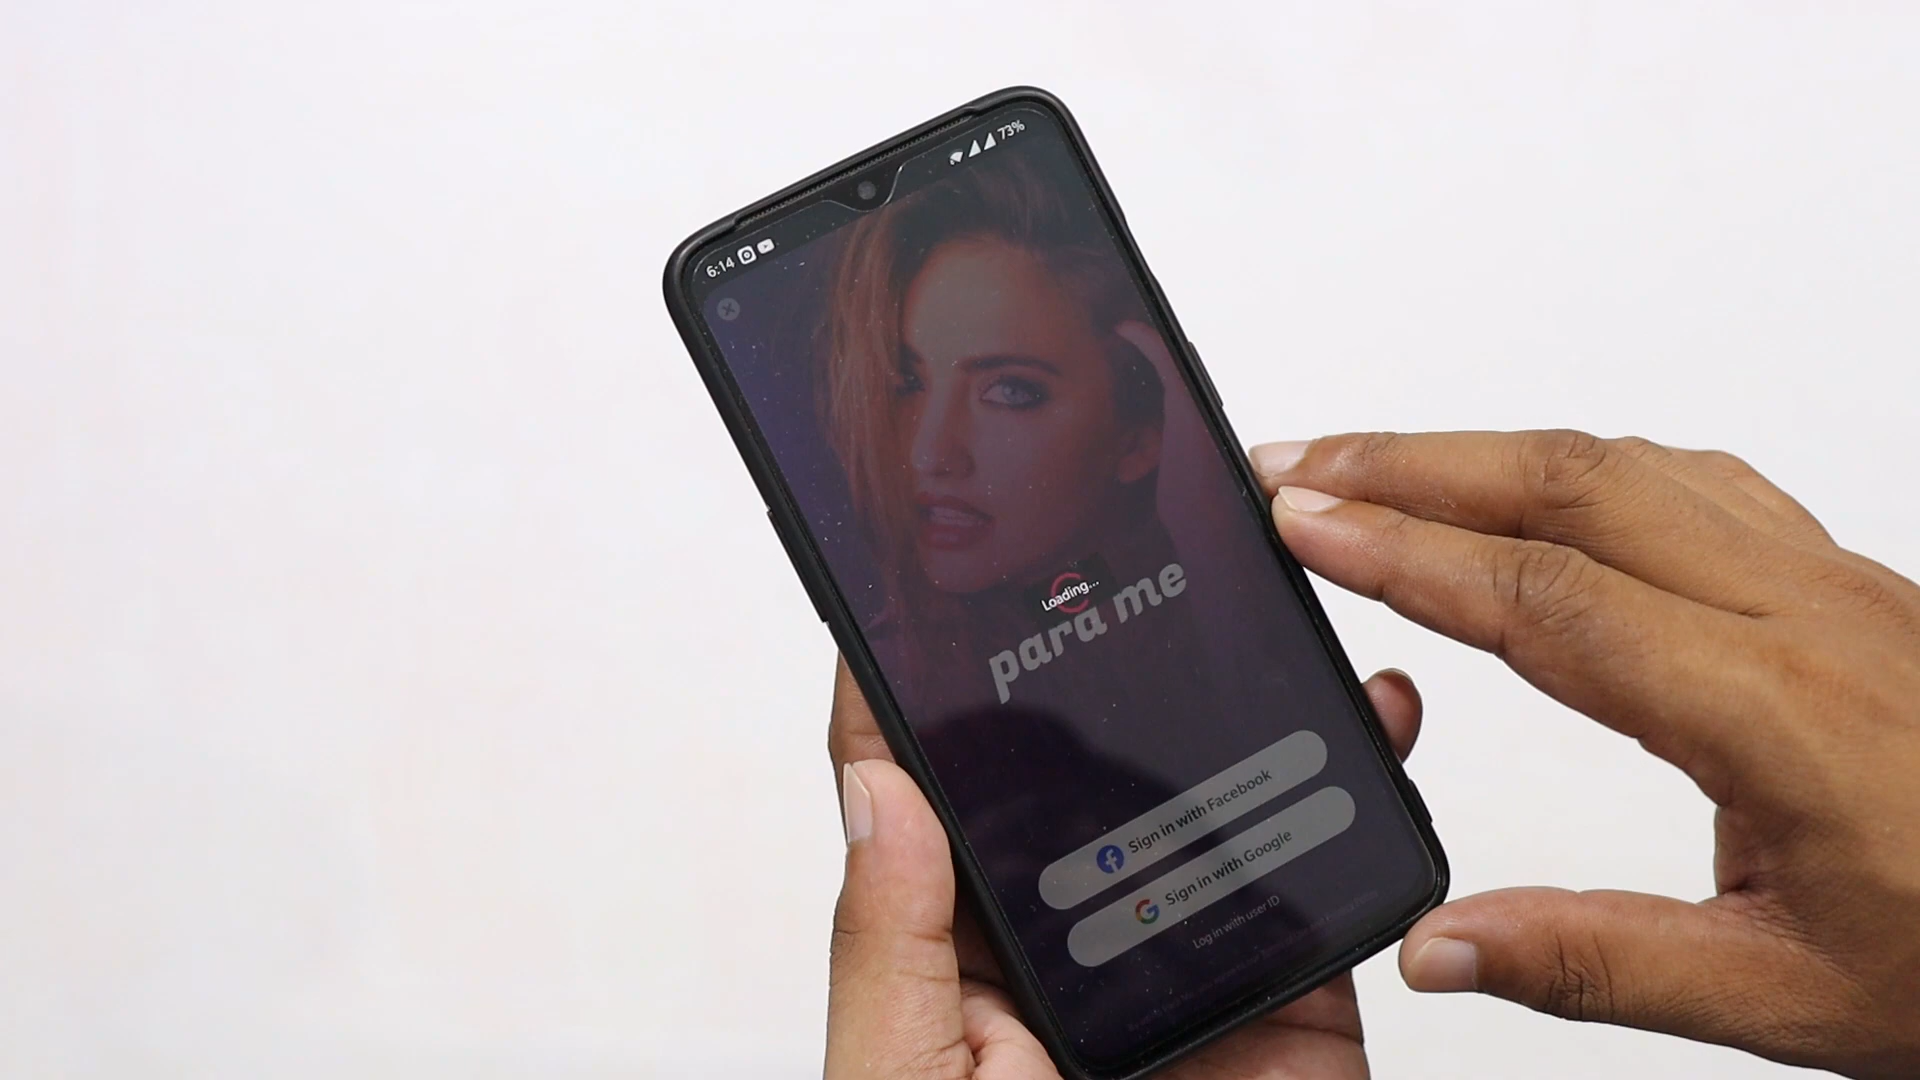 6:14
73%
Loading...
para me
Sign in with Facebook
Sign in with Google
Log in with user ID